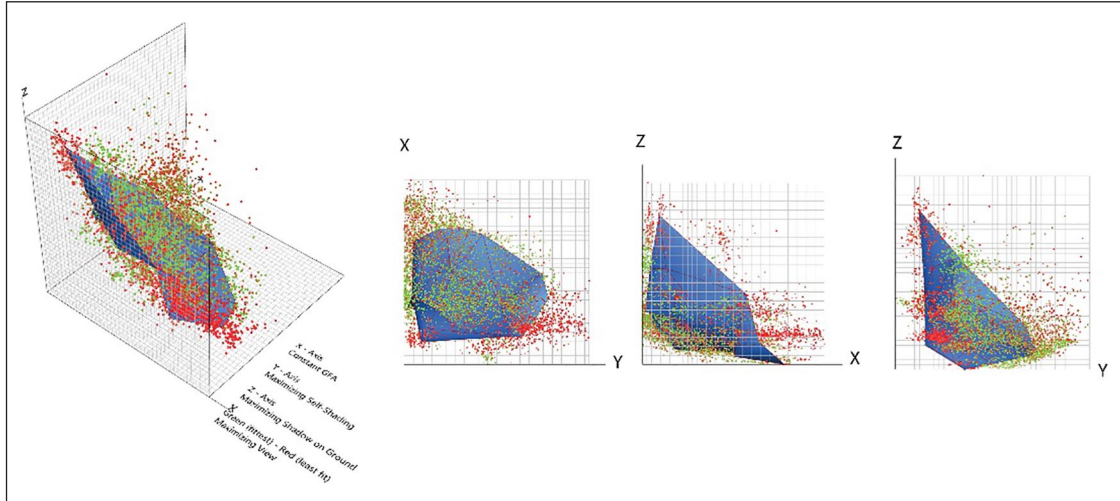 Z
X
X - Axis
Constant GFA
Y - Axis
Maximizing Self-Shading
Z - Axis
Maximizing Shadow on Ground
Green (fittest) - Red (least fit)
Maximizing View
X
Y
Z
X
Z
Y